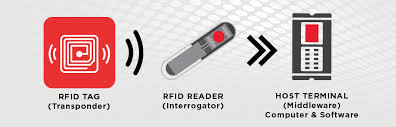 RFID TAG
(Transponder)
RFID READER
(Interrogator)
HOST TERMINAL
(Middleware)
Computer & Software